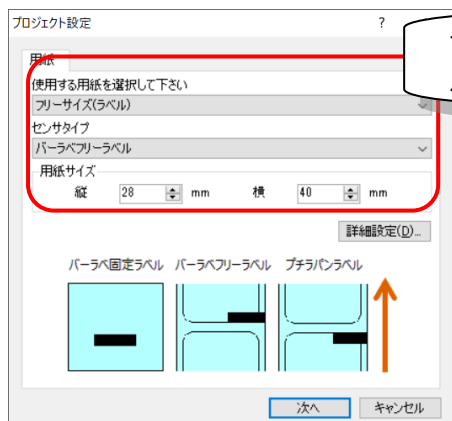 プロジェクト設定 ?
用紙
使用する用紙を選択して下さい
フリーサイズ(ラベル)
センサタイプ
バーラベフリーラベル
用紙サイズ
縦 28 mm 横 40 mm
詳細設定(D)...
バーラベ固定ラベル バーラベフリーラベル プチラパンラベル
次へ キャンセル